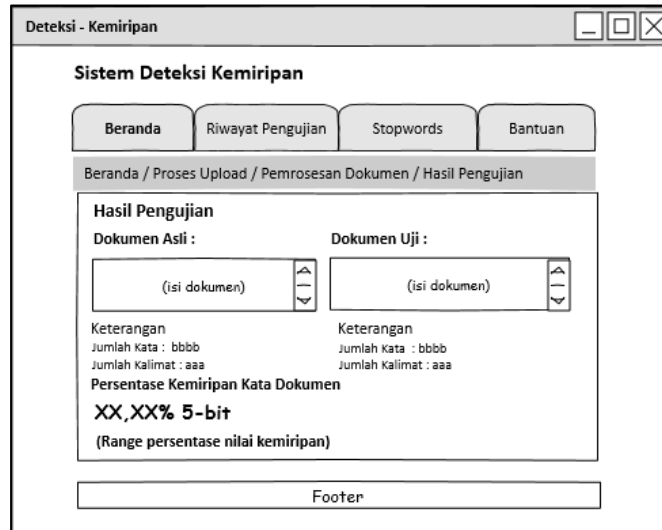 Deteksi - Kemiripan
Sistem Deteksi Kemiripan
Beranda Riwayat Pengujian Stopwords Bantuan
Beranda / Proses Upload / Pemrosesan Dokumen / Hasil Pengujian
Hasil Pengujian
Dokumen Asli : Dokumen Uji :
(isi dokumen) (isi dokumen)
Keterangan Keterangan
Jumlah Kata : bbbb Jumlah Kata : bbbb
Jumlah Kalimat : aaa Jumlah Kalimat : aaa
Persentase Kemiripan Kata Dokumen
XX,XX% 5-bit
(Range persentase nilai kemiripan)
Footer